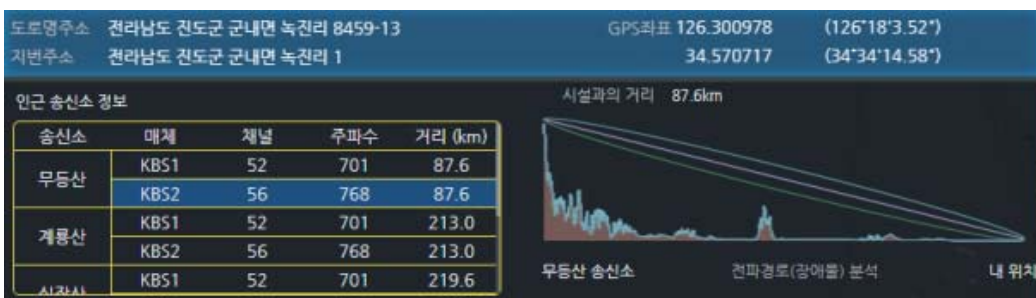 도로명주소 전라남도 진도군 군내면 녹진리 8459-13
지번주소 전라남도 진도군 군내면 녹진리 1
GPS좌표 126.300978 (126°18'3.52")
34.570717 (34°34'14.58")
인근 송신소 정보
송신소 매체 채널 주파수 거리 (km)
무등산 KBS1 52 701 87.6
KBS2 56 768 87.6
계룡산 KBS1 52 701 213.0
KBS2 56 768 213.0
KBS1 52 701 219.6
시설과의 거리 87.6km
무등산 송신소 전파경로(장애물) 분석 내 위치